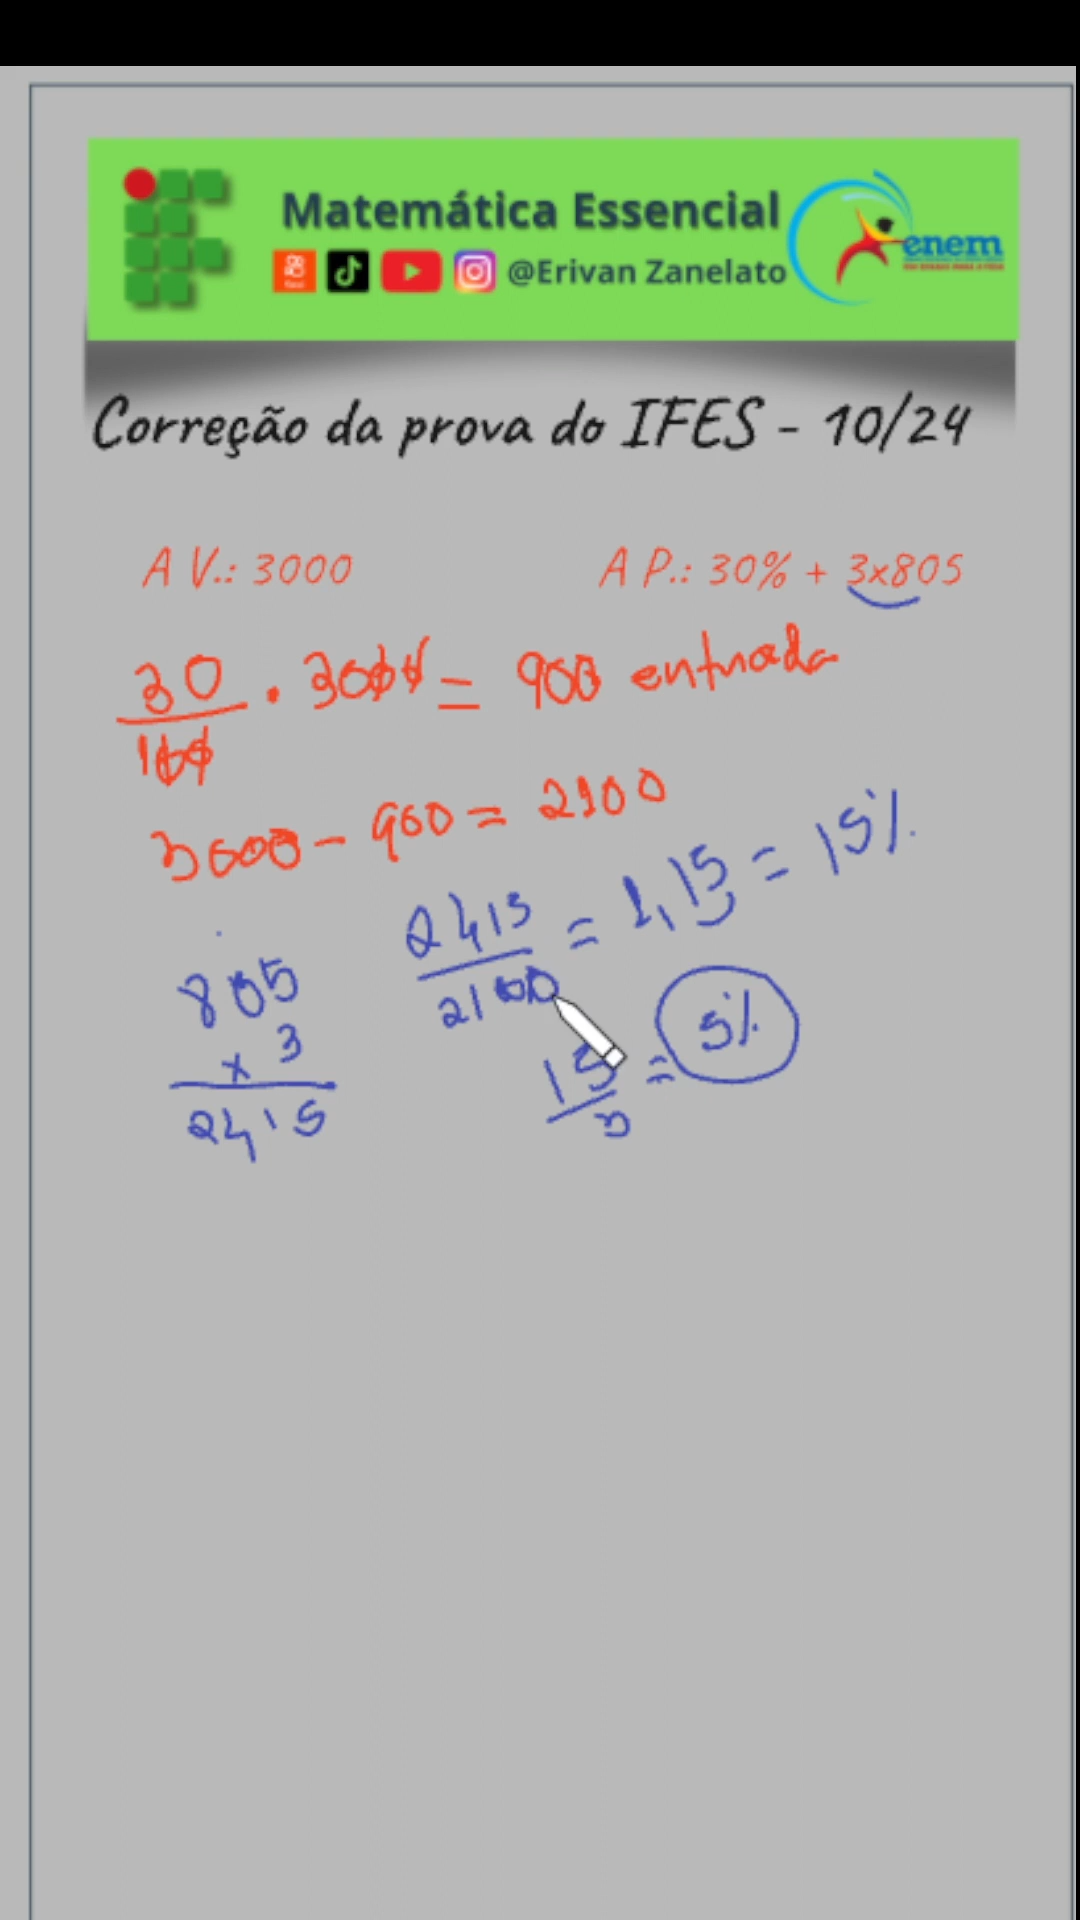 Matemática Essencial
@Erivan Zanelato
enem
Correção da prova do IFES - 10/24
A V.: 3000
A P.: 30% + 3x805
30/100 . 3000 = 900 entrada
3000 - 900 = 2100
2415/2100 = 1,15 = 15%
805
x 3
2415
15/3 = 5%